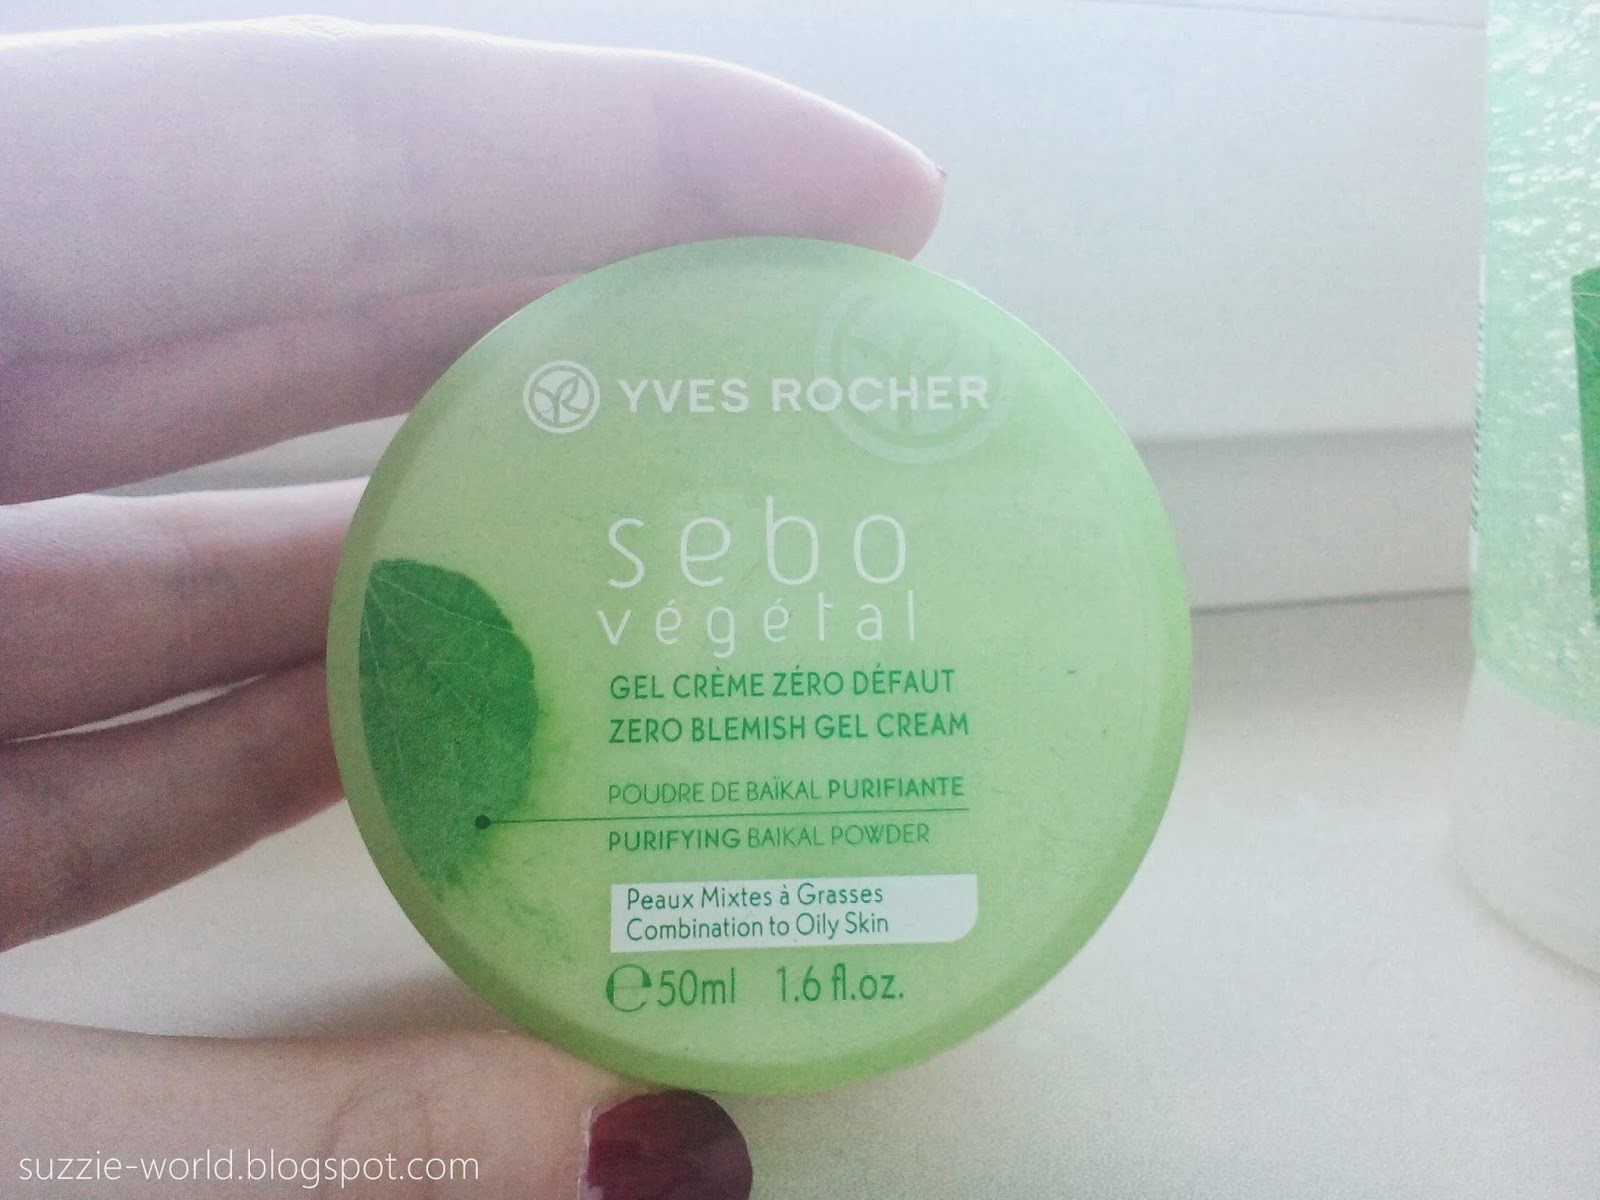 YVES ROCHER
sebo
végétal
GEL CRÈME ZÉRO DÉFAUT
ZERO BLEMISH GEL CREAM
POUDRE DE BAÏKAL PURIFIANTE
PURIFYING BAIKAL POWDER
Peaux Mixtes à Grasses
Combination to Oily Skin
℮50ml 1.6 fl.oz.
suzzie-world.blogspot.com